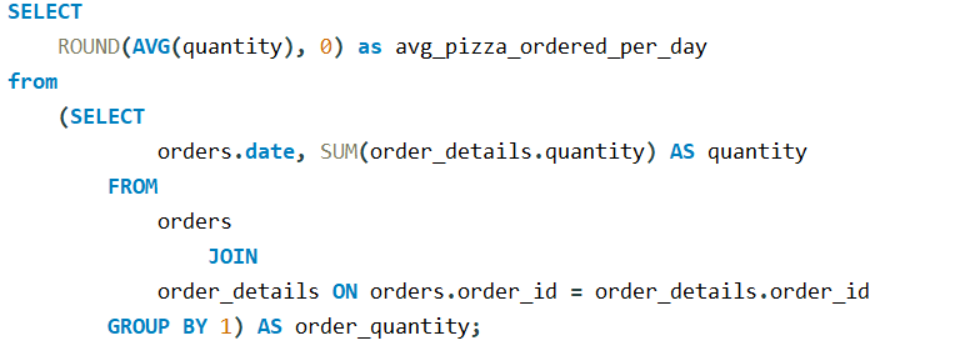 SELECT
ROUND(AVG(quantity), 0) as avg_pizza_ordered_per_day
from
(SELECT
orders.date, SUM(order_details.quantity) AS quantity
FROM
orders
JOIN
order_details ON orders.order_id = order_details.order_id
GROUP BY 1) AS order_quantity;